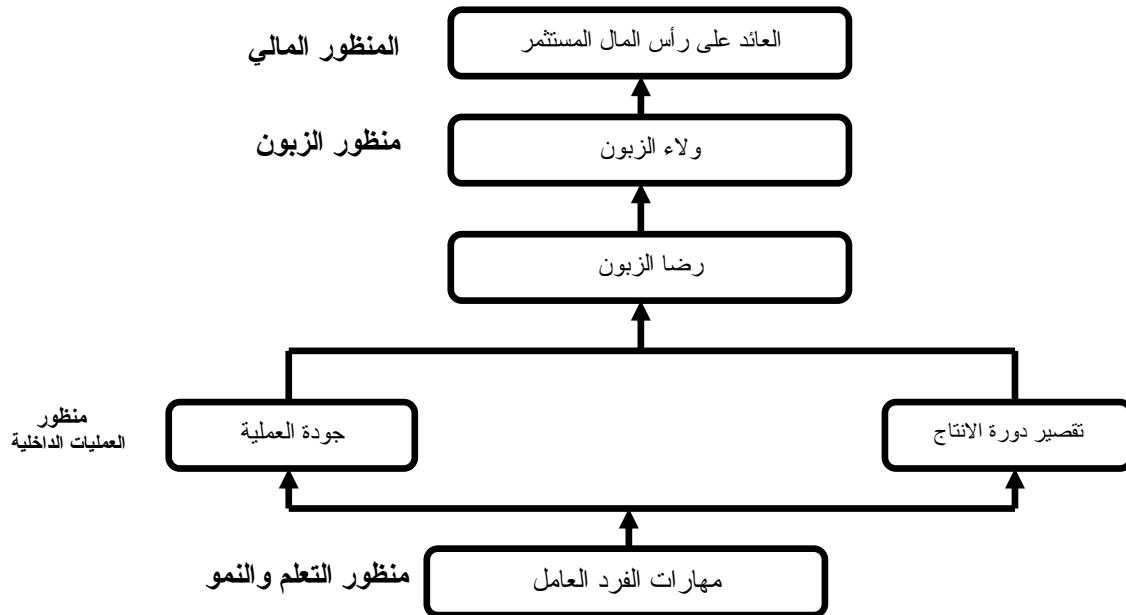 العائد على رأس المال المستثمر
المنظور المالي
ولاء الزبون
منظور الزبون
رضا الزبون
تقصير دورة الانتاج
جودة العملية
منظور
العمليات الداخلية
مهارات الفرد العامل
منظور التعلم والنمو